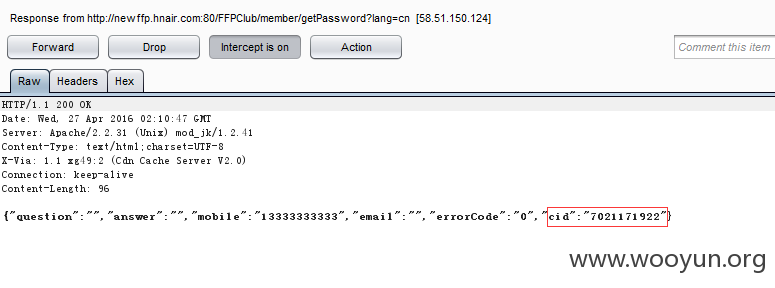 Response from http://newffp.hnair.com:80/FFPClub/member/getPassword?lang=cn [58.51.150.124]
Forward Drop Intercept is on Action Comment this item
Raw Headers Hex
HTTP/1.1 200 OK
Date: Wed, 27 Apr 2016 02:10:47 GMT
Server: Apache/2.2.31 (Unix) mod_jk/1.2.41
Content-Type: text/html;charset=UTF-8
X-Via: 1.1 xg49:2 (Cdn Cache Server V2.0)
Connection: keep-alive
Content-Length: 96
{"question":"","answer":"","mobile":"13333333333","email":"","errorCode":"0","cid":"7021171922"}
www.wooyun.org